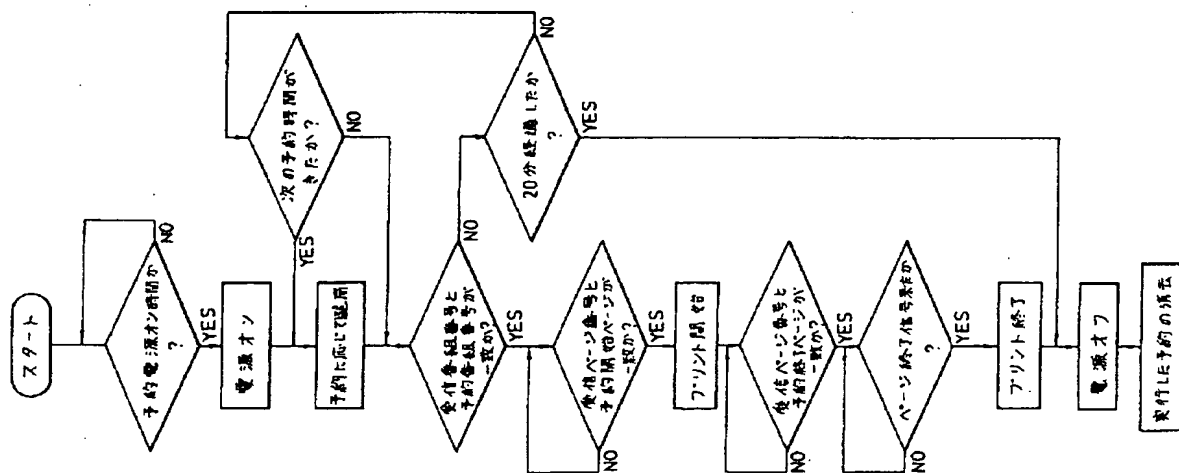 スタート
予約電源オン時間か
?
NO
YES
電源オン
次の予約時間が
きたか?
NO
YES
予約に応じて選局
受信番組番号と
予約番組番号が
一致か?
NO
YES
20分経過したか
?
NO
YES
受信ページ番号と
予約開始ページが
一致か?
NO
YES
プリント開始
受信ページ番号と
予約終了ページが
一致か?
NO
YES
ページ終了信号来たか
?
NO
YES
プリント終了
電源オフ
実行した予約の消去